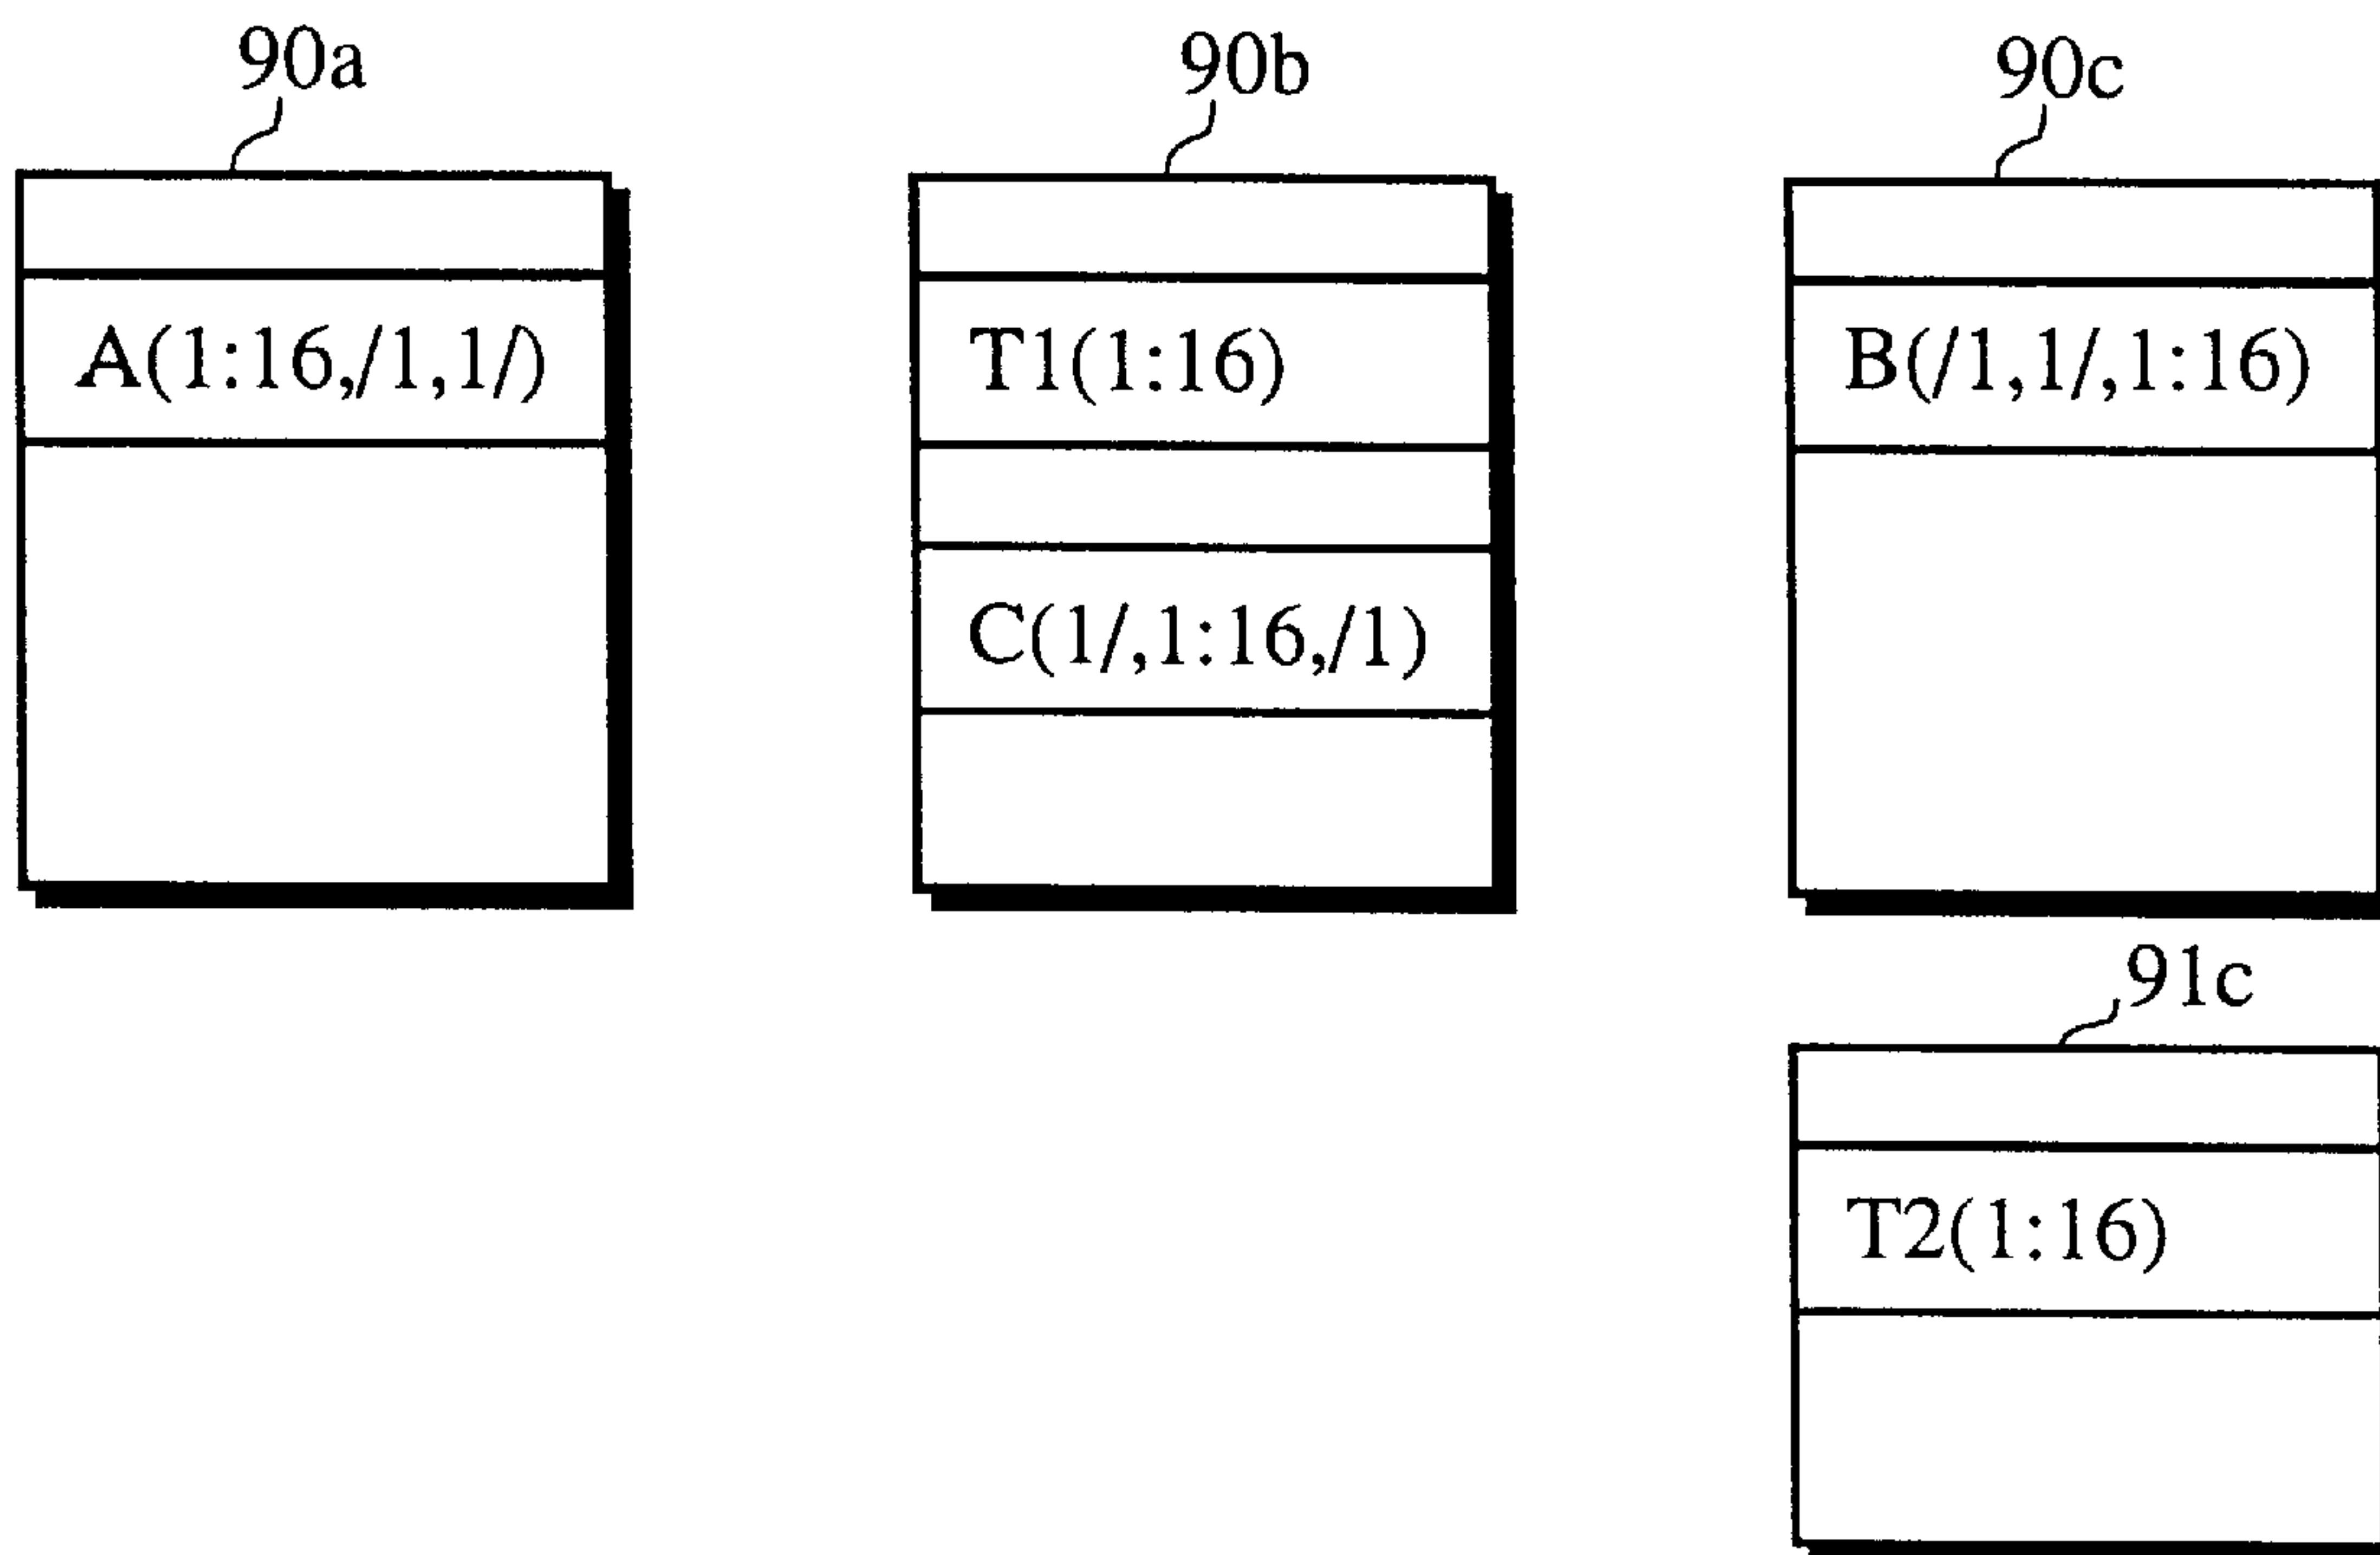 90a
90b
90c
A(1:16,/1,1/)
T1(1:16)
B(/1,1/,1:16)
C(1/,1:16,/1)
91c
T2(1:16)